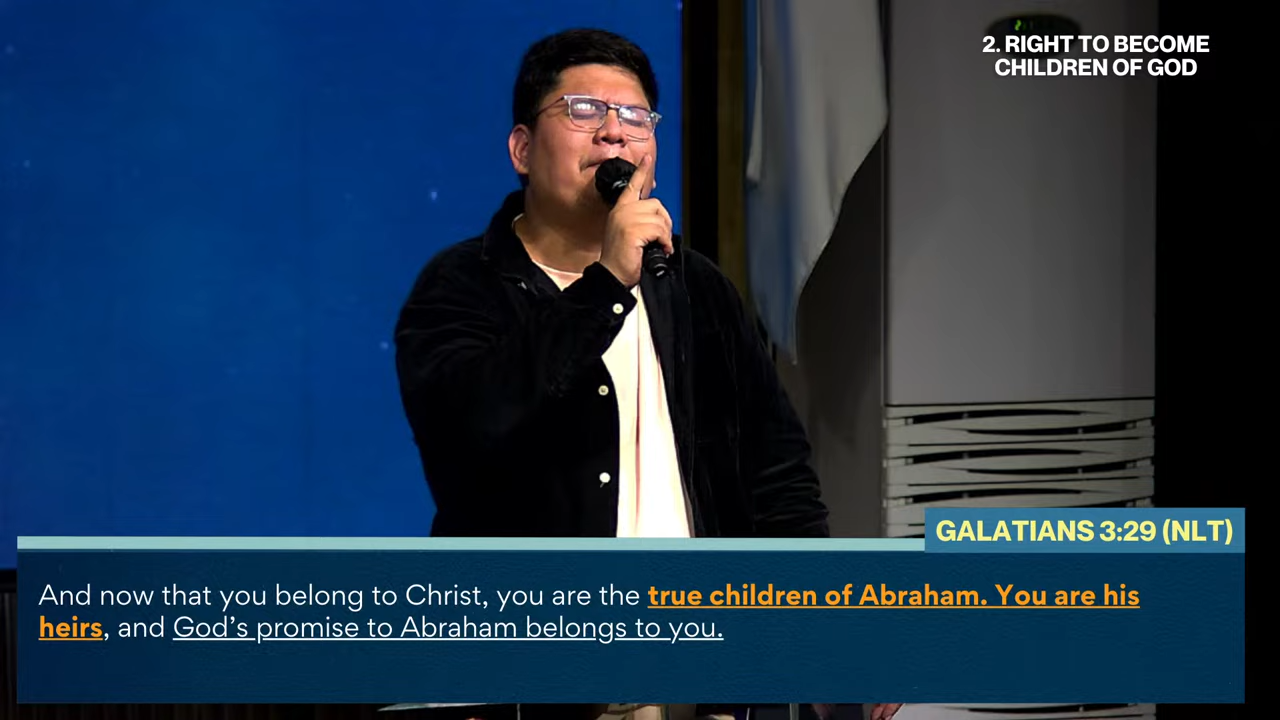 2. RIGHT TO BECOME
CHILDREN OF GOD
GALATIANS 3:29 (NLT)
And now that you belong to Christ, you are the true children of Abraham. You are his
heirs, and God’s promise to Abraham belongs to you.